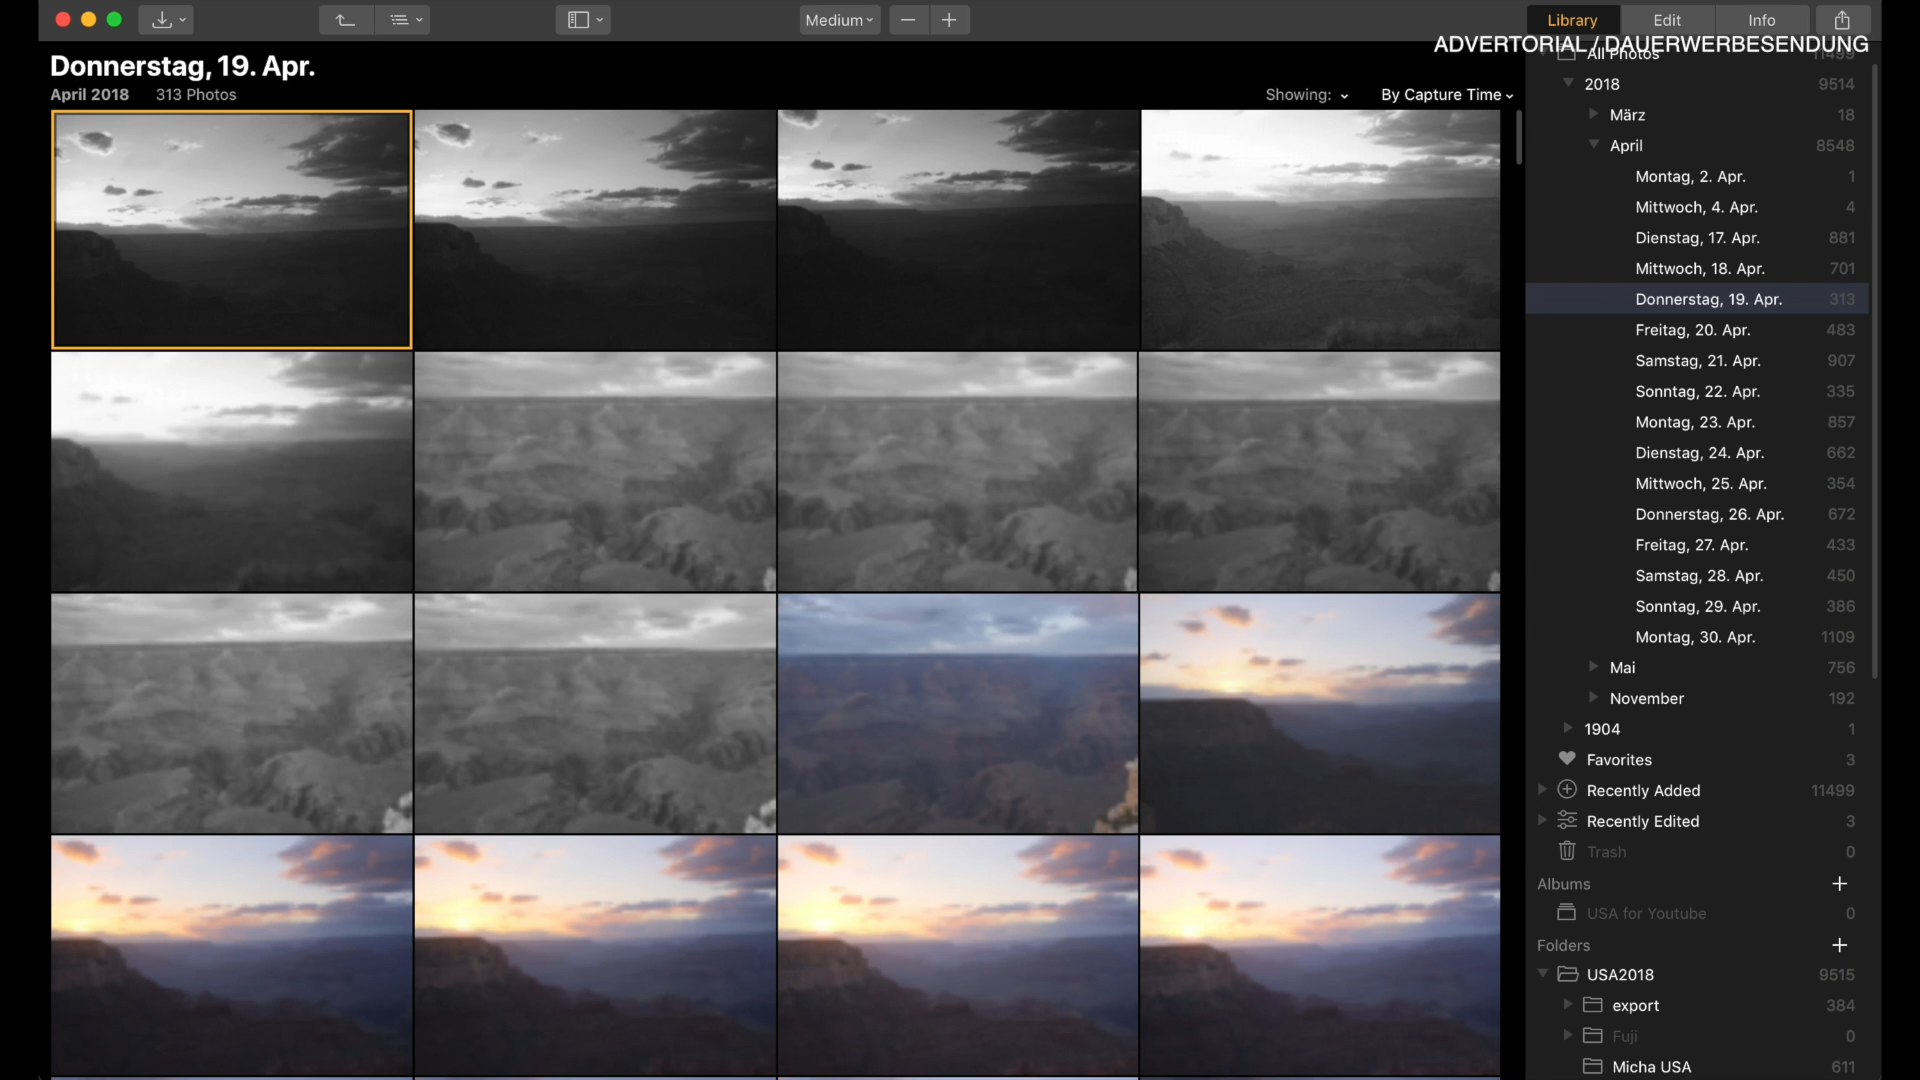 Medium
Library
Edit
Info
ADVERTORIAL / DAUERWERBESENDUNG
Donnerstag, 19. Apr.
April 2018
313 Photos
Showing:
By Capture Time
All Photos 11499
2018 9514
März 18
April 8548
Montag, 2. Apr. 1
Mittwoch, 4. Apr. 4
Dienstag, 17. Apr. 881
Mittwoch, 18. Apr. 701
Donnerstag, 19. Apr. 313
Freitag, 20. Apr. 483
Samstag, 21. Apr. 907
Sonntag, 22. Apr. 335
Montag, 23. Apr. 857
Dienstag, 24. Apr. 662
Mittwoch, 25. Apr. 354
Donnerstag, 26. Apr. 672
Freitag, 27. Apr. 433
Samstag, 28. Apr. 450
Sonntag, 29. Apr. 386
Montag, 30. Apr. 1109
Mai 756
November 192
1904 1
Favorites 3
Recently Added 11499
Recently Edited 3
Trash 0
Albums
USA for Youtube 0
Folders
USA2018 9515
export 384
Fuji 0
Micha USA 611